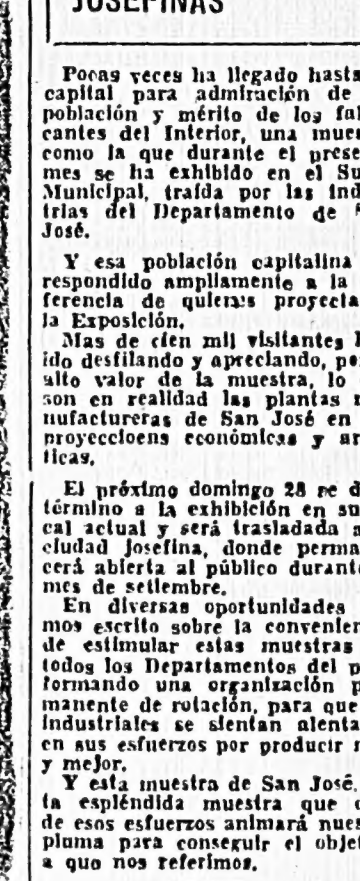 JOSEFINAS
Pocas veces ha llegado hasta
capital para admiración de
población y mérito de los fa
cantes del Interior, una mue
como la que durante el prese
mes se ha exhibido en el Su
Municipal, traída por las ind
trias del Departamento de
José.
Y esa población capitalina
respondido ampliamente a la
ferencia de quienes proyecta
la Exposición.
Mas de cien mil visitantes
ido desfilando y apreciando, po
alto valor de la muestra, lo
son en realidad las plantas
nufactureras de San José en
proyeccioens económicas y ar
ticas.
El próximo domingo 28 se d
término a la exhibición en su
cal actual y será trasladada a
ciudad Josefina, donde perma
cerá abierta al público durante
mes de setiembre.
En diversas oportunidades
mos escrito sobre la convenien
de estimular estas muestras
todos los Departamentos del p
formando una organización p
manente de rotación, para que
industriales se sientan alenta
en sus esfuerzos por producir
y mejor.
Y esta muestra de San José,
ta espléndida muestra que
de esos esfuerzos animará nues
pluma para conseguir el obje
a que nos referimos.